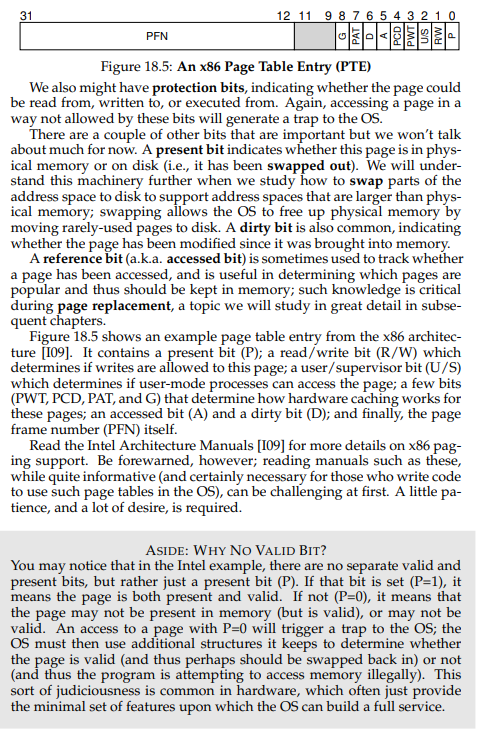 31 12 11 9 8 7 6 5 4 3 2 1 0
PFN G PAT D A PCD PWT U/S R/W P
Figure 18.5: An x86 Page Table Entry (PTE)
We also might have protection bits, indicating whether the page could
be read from, written to, or executed from. Again, accessing a page in a
way not allowed by these bits will generate a trap to the OS.
There are a couple of other bits that are important but we won't talk
about much for now. A present bit indicates whether this page is in phys-
ical memory or on disk (i.e., it has been swapped out). We will under-
stand this machinery further when we study how to swap parts of the
address space to disk to support address spaces that are larger than phys-
ical memory; swapping allows the OS to free up physical memory by
moving rarely-used pages to disk. A dirty bit is also common, indicating
whether the page has been modified since it was brought into memory.
A reference bit (a.k.a. accessed bit) is sometimes used to track whether
a page has been accessed, and is useful in determining which pages are
popular and thus should be kept in memory; such knowledge is critical
during page replacement, a topic we will study in great detail in subse-
quent chapters.
Figure 18.5 shows an example page table entry from the x86 architec-
ture [I09]. It contains a present bit (P); a read/write bit (R/W) which
determines if writes are allowed to this page; a user/supervisor bit (U/S)
which determines if user-mode processes can access the page; a few bits
(PWT, PCD, PAT, and G) that determine how hardware caching works for
these pages; an accessed bit (A) and a dirty bit (D); and finally, the page
frame number (PFN) itself.
Read the Intel Architecture Manuals [I09] for more details on x86 pag-
ing support. Be forewarned, however; reading manuals such as these,
while quite informative (and certainly necessary for those who write code
to use such page tables in the OS), can be challenging at first. A little pa-
tience, and a lot of desire, is required.
ASIDE: WHY NO VALID BIT?
You may notice that in the Intel example, there are no separate valid and
present bits, but rather just a present bit (P). If that bit is set (P=1), it
means the page is both present and valid. If not (P=0), it means that
the page may not be present in memory (but is valid), or may not be
valid. An access to a page with P=0 will trigger a trap to the OS; the
OS must then use additional structures it keeps to determine whether
the page is valid (and thus perhaps should be swapped back in) or not
(and thus the program is attempting to access memory illegally). This
sort of judiciousness is common in hardware, which often just provide
the minimal set of features upon which the OS can build a full service.